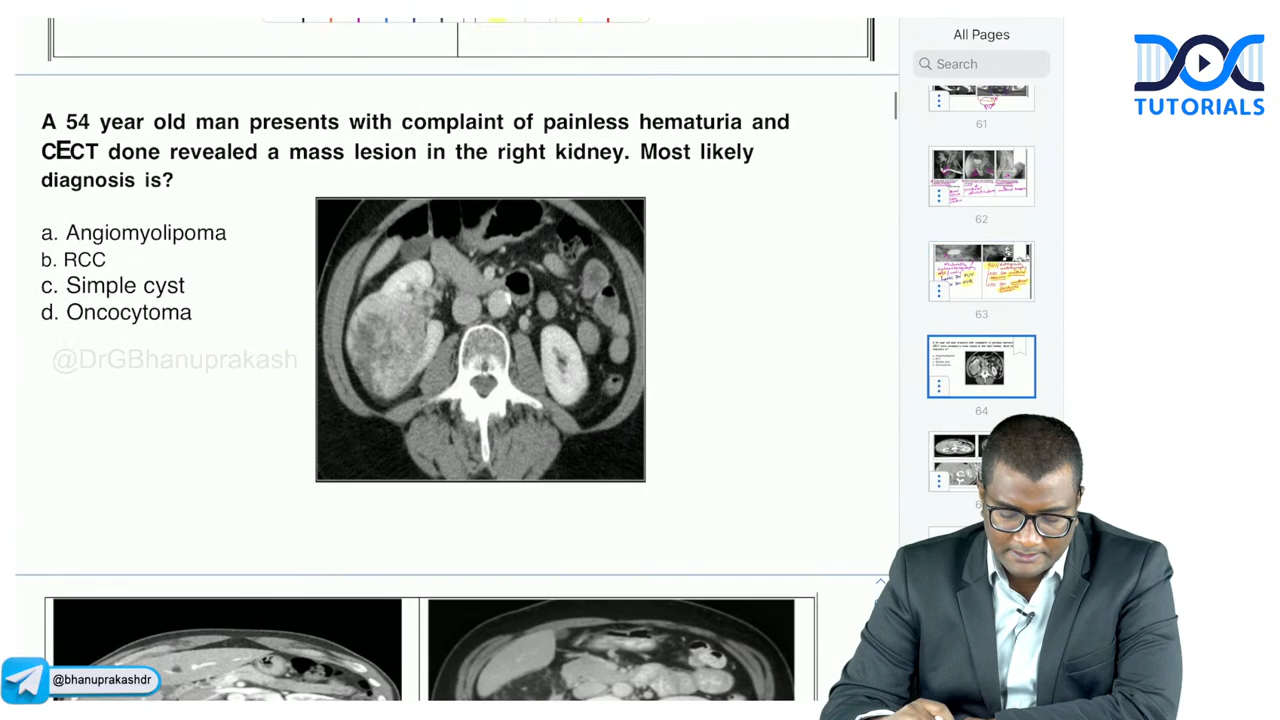 All Pages
Search
DOC
TUTORIALS
61
A 54 year old man presents with complaint of painless hematuria and
CECT done revealed a mass lesion in the right kidney. Most likely
diagnosis is?
a. Angiomyolipoma
b. RCC
c. Simple cyst
d. Oncocytoma
@DrGBhanuprakash
62
63
64
@bhanuprakashdr